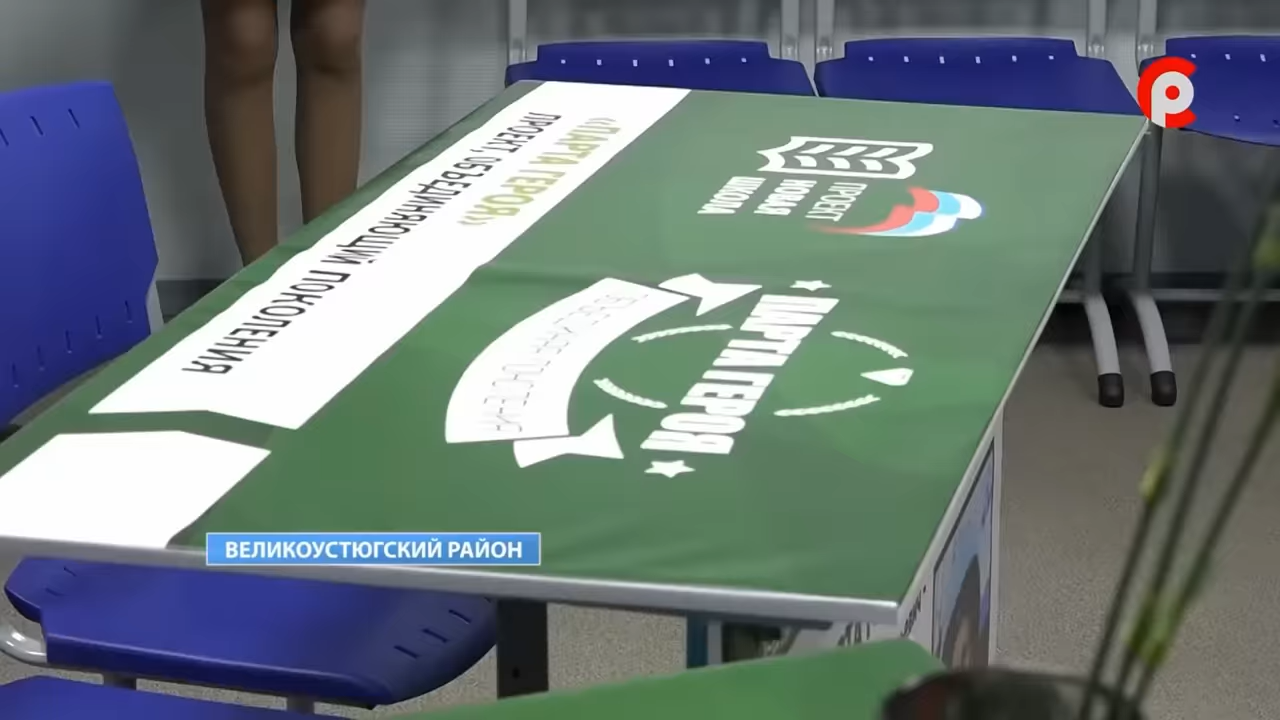 «ПАРТА ГЕРОЯ»
ПРОЕКТ, ОБЪЕДИНЯЮЩИЙ ПОКОЛЕНИЯ
ПРОЕКТ
НОВАЯ
ШКОЛА
ПАРТА ГЕРОЯ
ВЕЛИКОУСТЮГСКИЙ РАЙОН